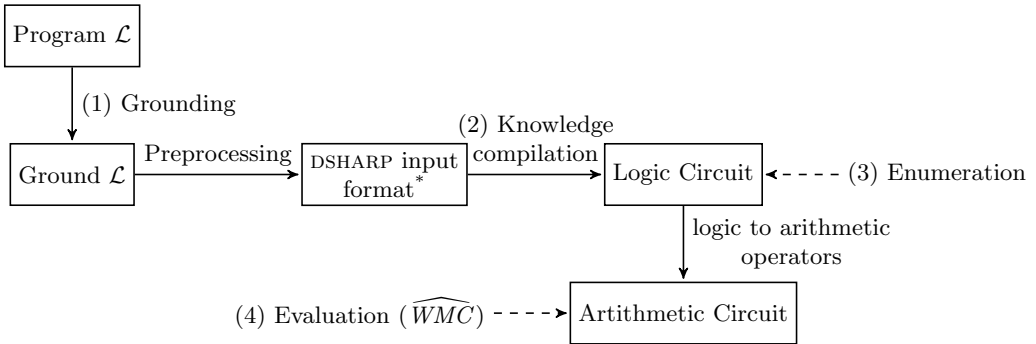 Program ℒ
(1) Grounding
(2) Knowledge
compilation
Preprocessing
Ground ℒ
DSHARP input
format*
Logic Circuit
(3) Enumeration
logic to arithmetic
operators
(4) Evaluation (\widehat{WMC})
Artithmetic Circuit